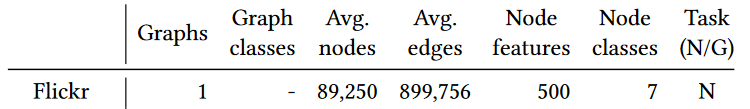 Graphs Graph classes Avg. nodes Avg. edges Node features Node classes Task (N/G)
Flickr 1 - 89,250 899,756 500 7 N